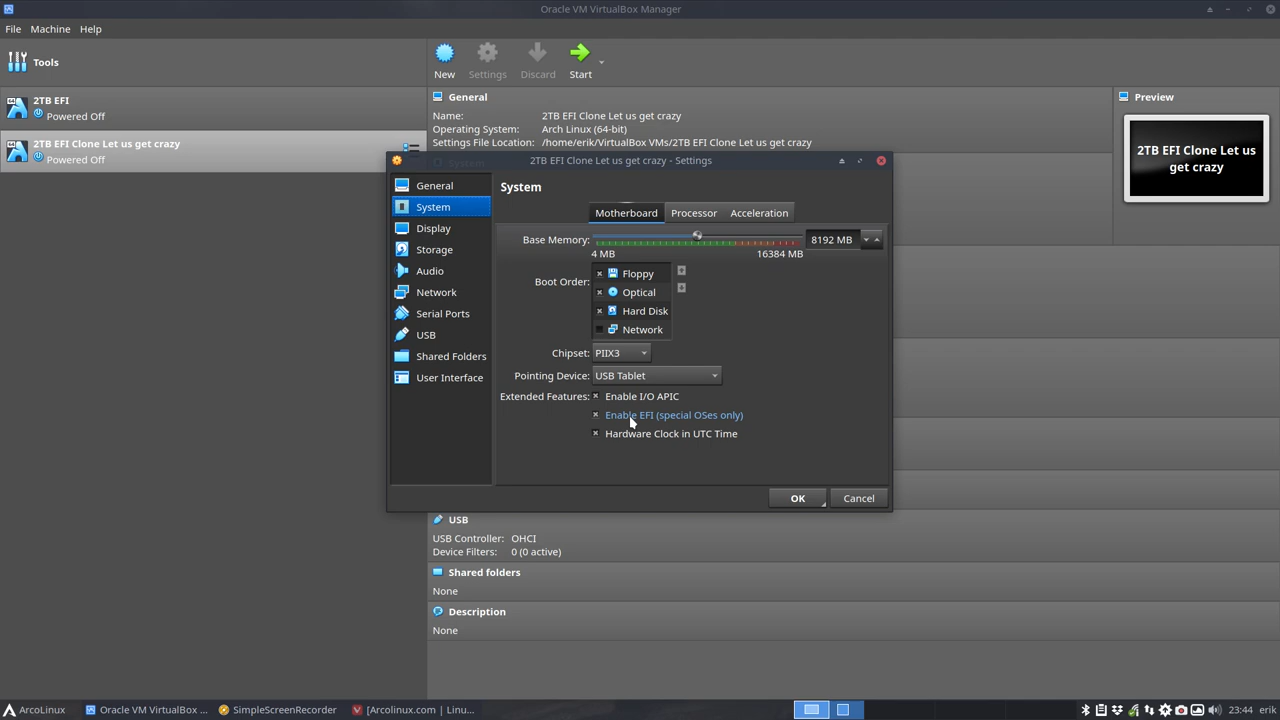 Oracle VM VirtualBox Manager
File Machine Help
Tools
New Settings Discard Start
2TB EFI
Powered Off
2TB EFI Clone Let us get crazy
Powered Off
General
Name: 2TB EFI Clone Let us get crazy
Operating System: Arch Linux (64-bit)
Settings File Location: /home/erik/VirtualBox VMs/2TB EFI Clone Let us get crazy
Preview
2TB EFI Clone Let us
get crazy
2TB EFI Clone Let us get crazy - Settings
General
System
Display
Storage
Audio
Network
Serial Ports
USB
Shared Folders
User Interface
System
Motherboard Processor Acceleration
Base Memory: 8192 MB
4 MB 16384 MB
Boot Order:
Floppy
Optical
Hard Disk
Network
Chipset: PIIX3
Pointing Device: USB Tablet
Extended Features: Enable I/O APIC
Enable EFI (special OSes only)
Hardware Clock in UTC Time
OK Cancel
USB
USB Controller: OHCI
Device Filters: 0 (0 active)
Shared folders
None
Description
None
ArcoLinux Oracle VM VirtualBox ... SimpleScreenRecorder [Arcolinux.com | Linu... 23:44 erik